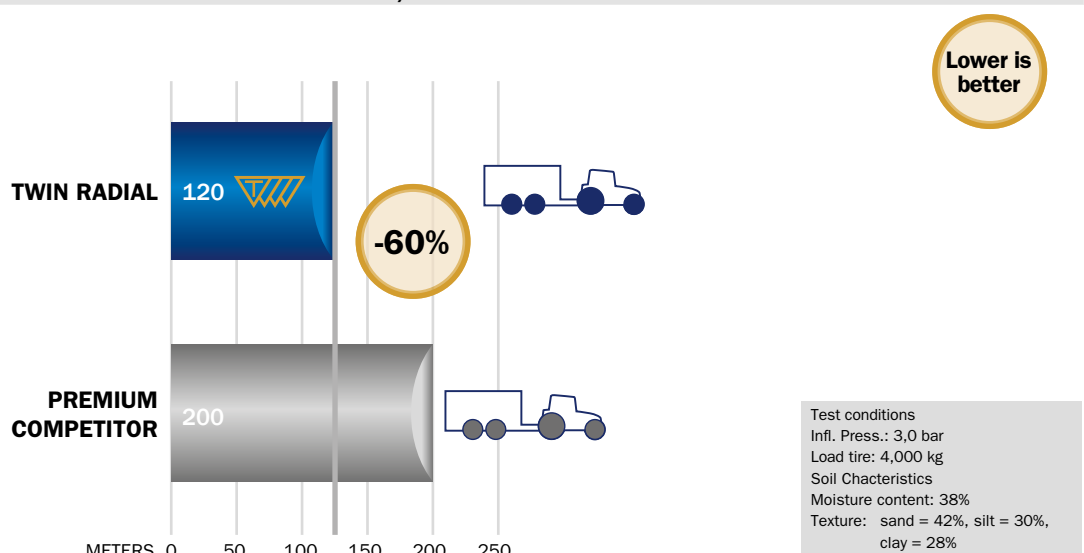 Lower is
better
TWIN RADIAL
120
-60%
PREMIUM
COMPETITOR
200
METERS 0 50 100 150 200 250
Test conditions
Infl. Press.: 3,0 bar
Load tire: 4,000 kg
Soil Chacteristics
Moisture content: 38%
Texture: sand = 42%, silt = 30%,
clay = 28%